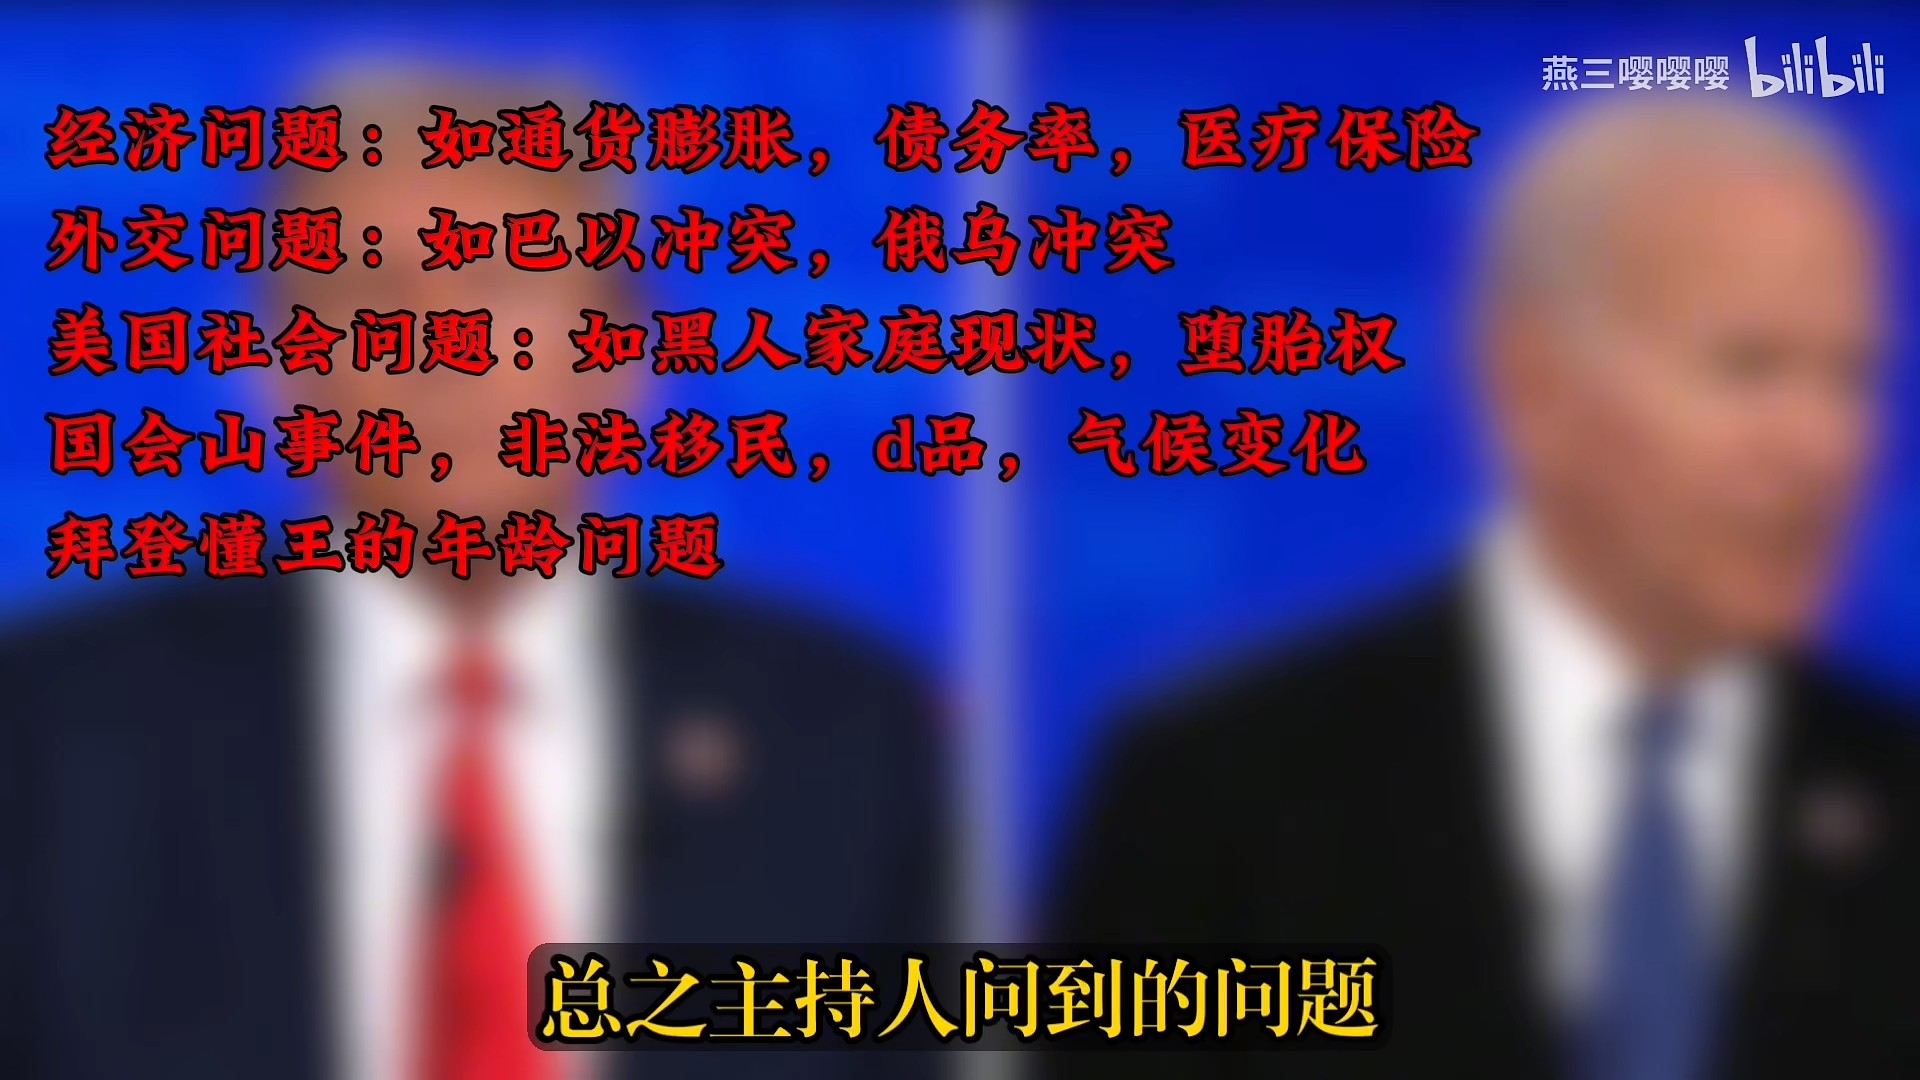 燕三嘤嘤嘤 bilibili
经济问题：如通货膨胀，债务率，医疗保险
外交问题：如巴以冲突，俄乌冲突
美国社会问题：如黑人家庭现状，堕胎权
国会山事件，非法移民，d品，气候变化
拜登懂王的年龄问题
总之主持人问到的问题